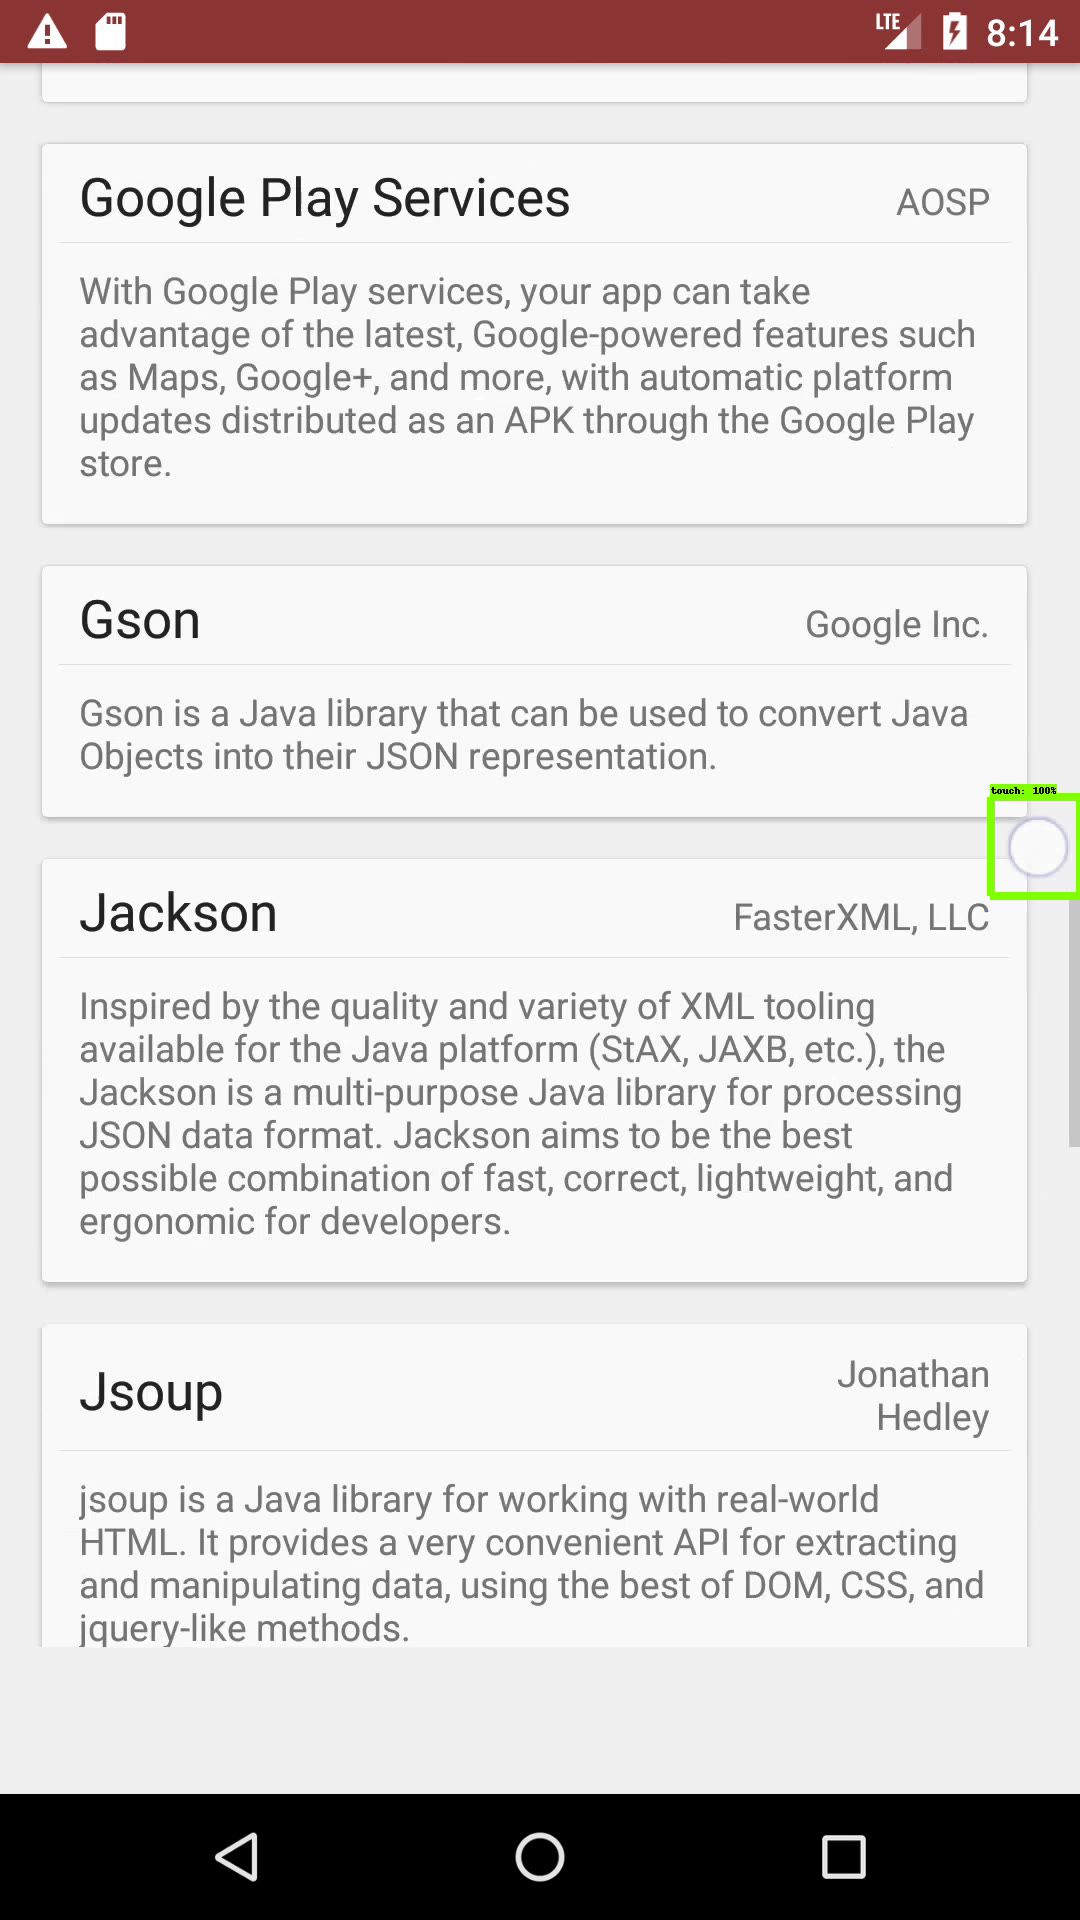 LTE 8:14
Google Play Services AOSP
With Google Play services, your app can take
advantage of the latest, Google-powered features such
as Maps, Google+, and more, with automatic platform
updates distributed as an APK through the Google Play
store.
Gson Google Inc.
Gson is a Java library that can be used to convert Java
Objects into their JSON representation.
touch: 100%
Jackson FasterXML, LLC
Inspired by the quality and variety of XML tooling
available for the Java platform (StAX, JAXB, etc.), the
Jackson is a multi-purpose Java library for processing
JSON data format. Jackson aims to be the best
possible combination of fast, correct, lightweight, and
ergonomic for developers.
Jsoup Jonathan
Hedley
jsoup is a Java library for working with real-world
HTML. It provides a very convenient API for extracting
and manipulating data, using the best of DOM, CSS, and
jquery-like methods.